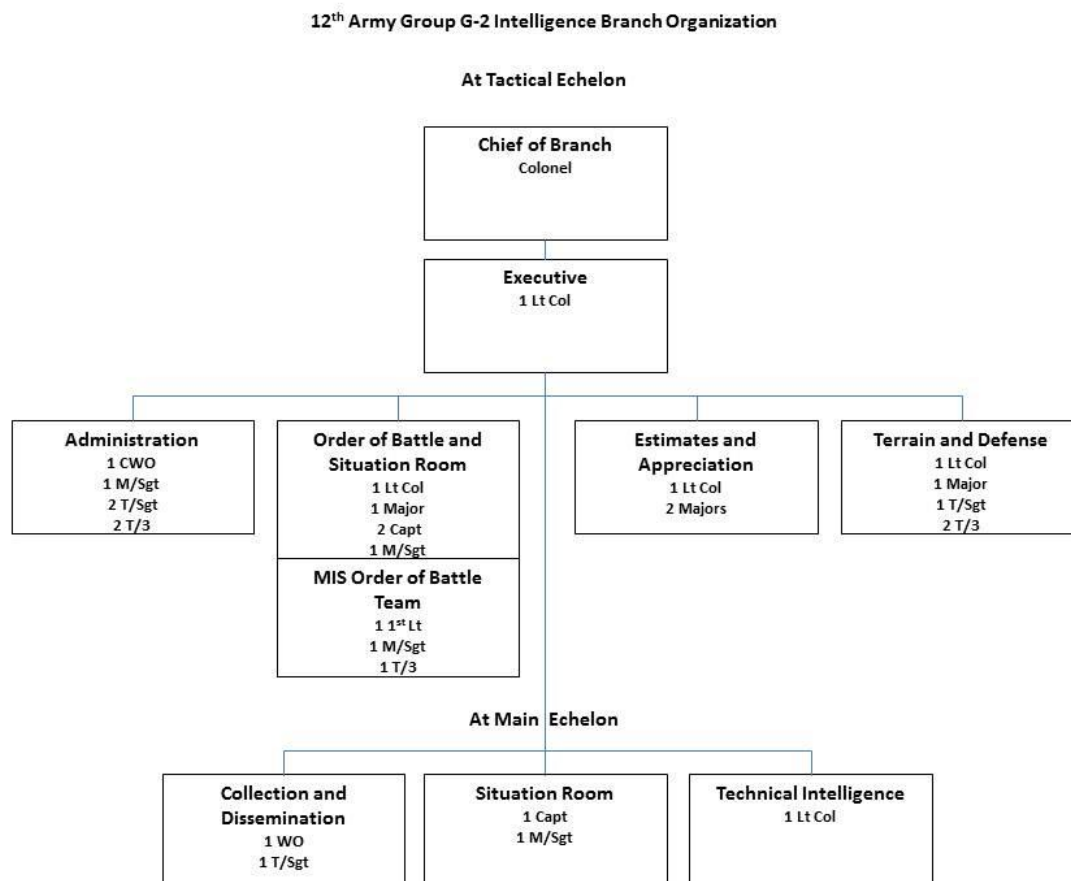 12th Army Group G-2 Intelligence Branch Organization
At Tactical Echelon
Chief of Branch
Colonel
Executive
1 Lt Col
Administration
1 CWO
1 M/Sgt
2 T/Sgt
2 T/3
Order of Battle and
Situation Room
1 Lt Col
1 Major
2 Capt
1 M/Sgt
MIS Order of Battle
Team
1 1st Lt
1 M/Sgt
1 T/3
Estimates and
Appreciation
1 Lt Col
2 Majors
Terrain and Defense
1 Lt Col
1 Major
1 T/Sgt
2 T/3
At Main Echelon
Collection and
Dissemination
1 WO
1 T/Sgt
Situation Room
1 Capt
1 M/Sgt
Technical Intelligence
1 Lt Col